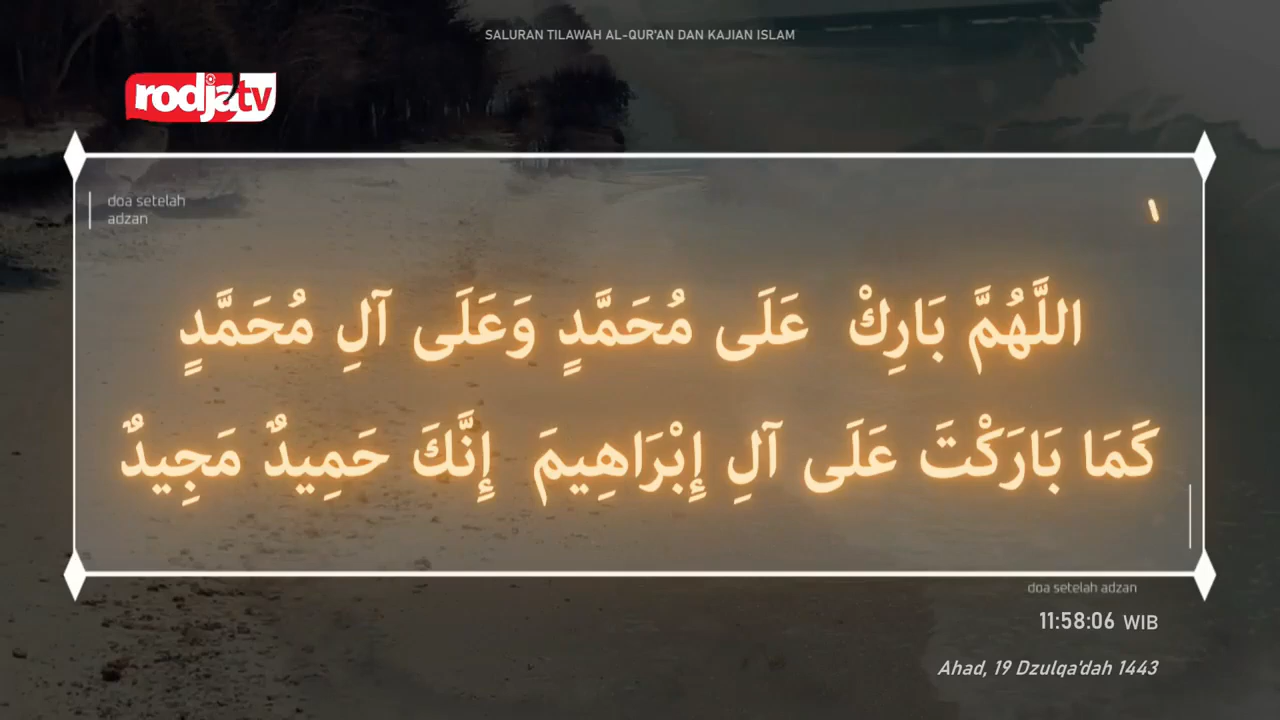 SALURAN TILAWAH AL-QUR'AN DAN KAJIAN ISLAM
rodjatv
doa setelah
adzan
١
اللَّهُمَّ بَارِكْ عَلَى مُحَمَّدٍ وَعَلَى آلِ مُحَمَّدٍ
كَمَا بَارَكْتَ عَلَى آلِ إِبْرَاهِيمَ إِنَّكَ حَمِيدٌ مَجِيدٌ
doa setelah adzan
11:58:06 WIB
Ahad, 19 Dzulqa'dah 1443